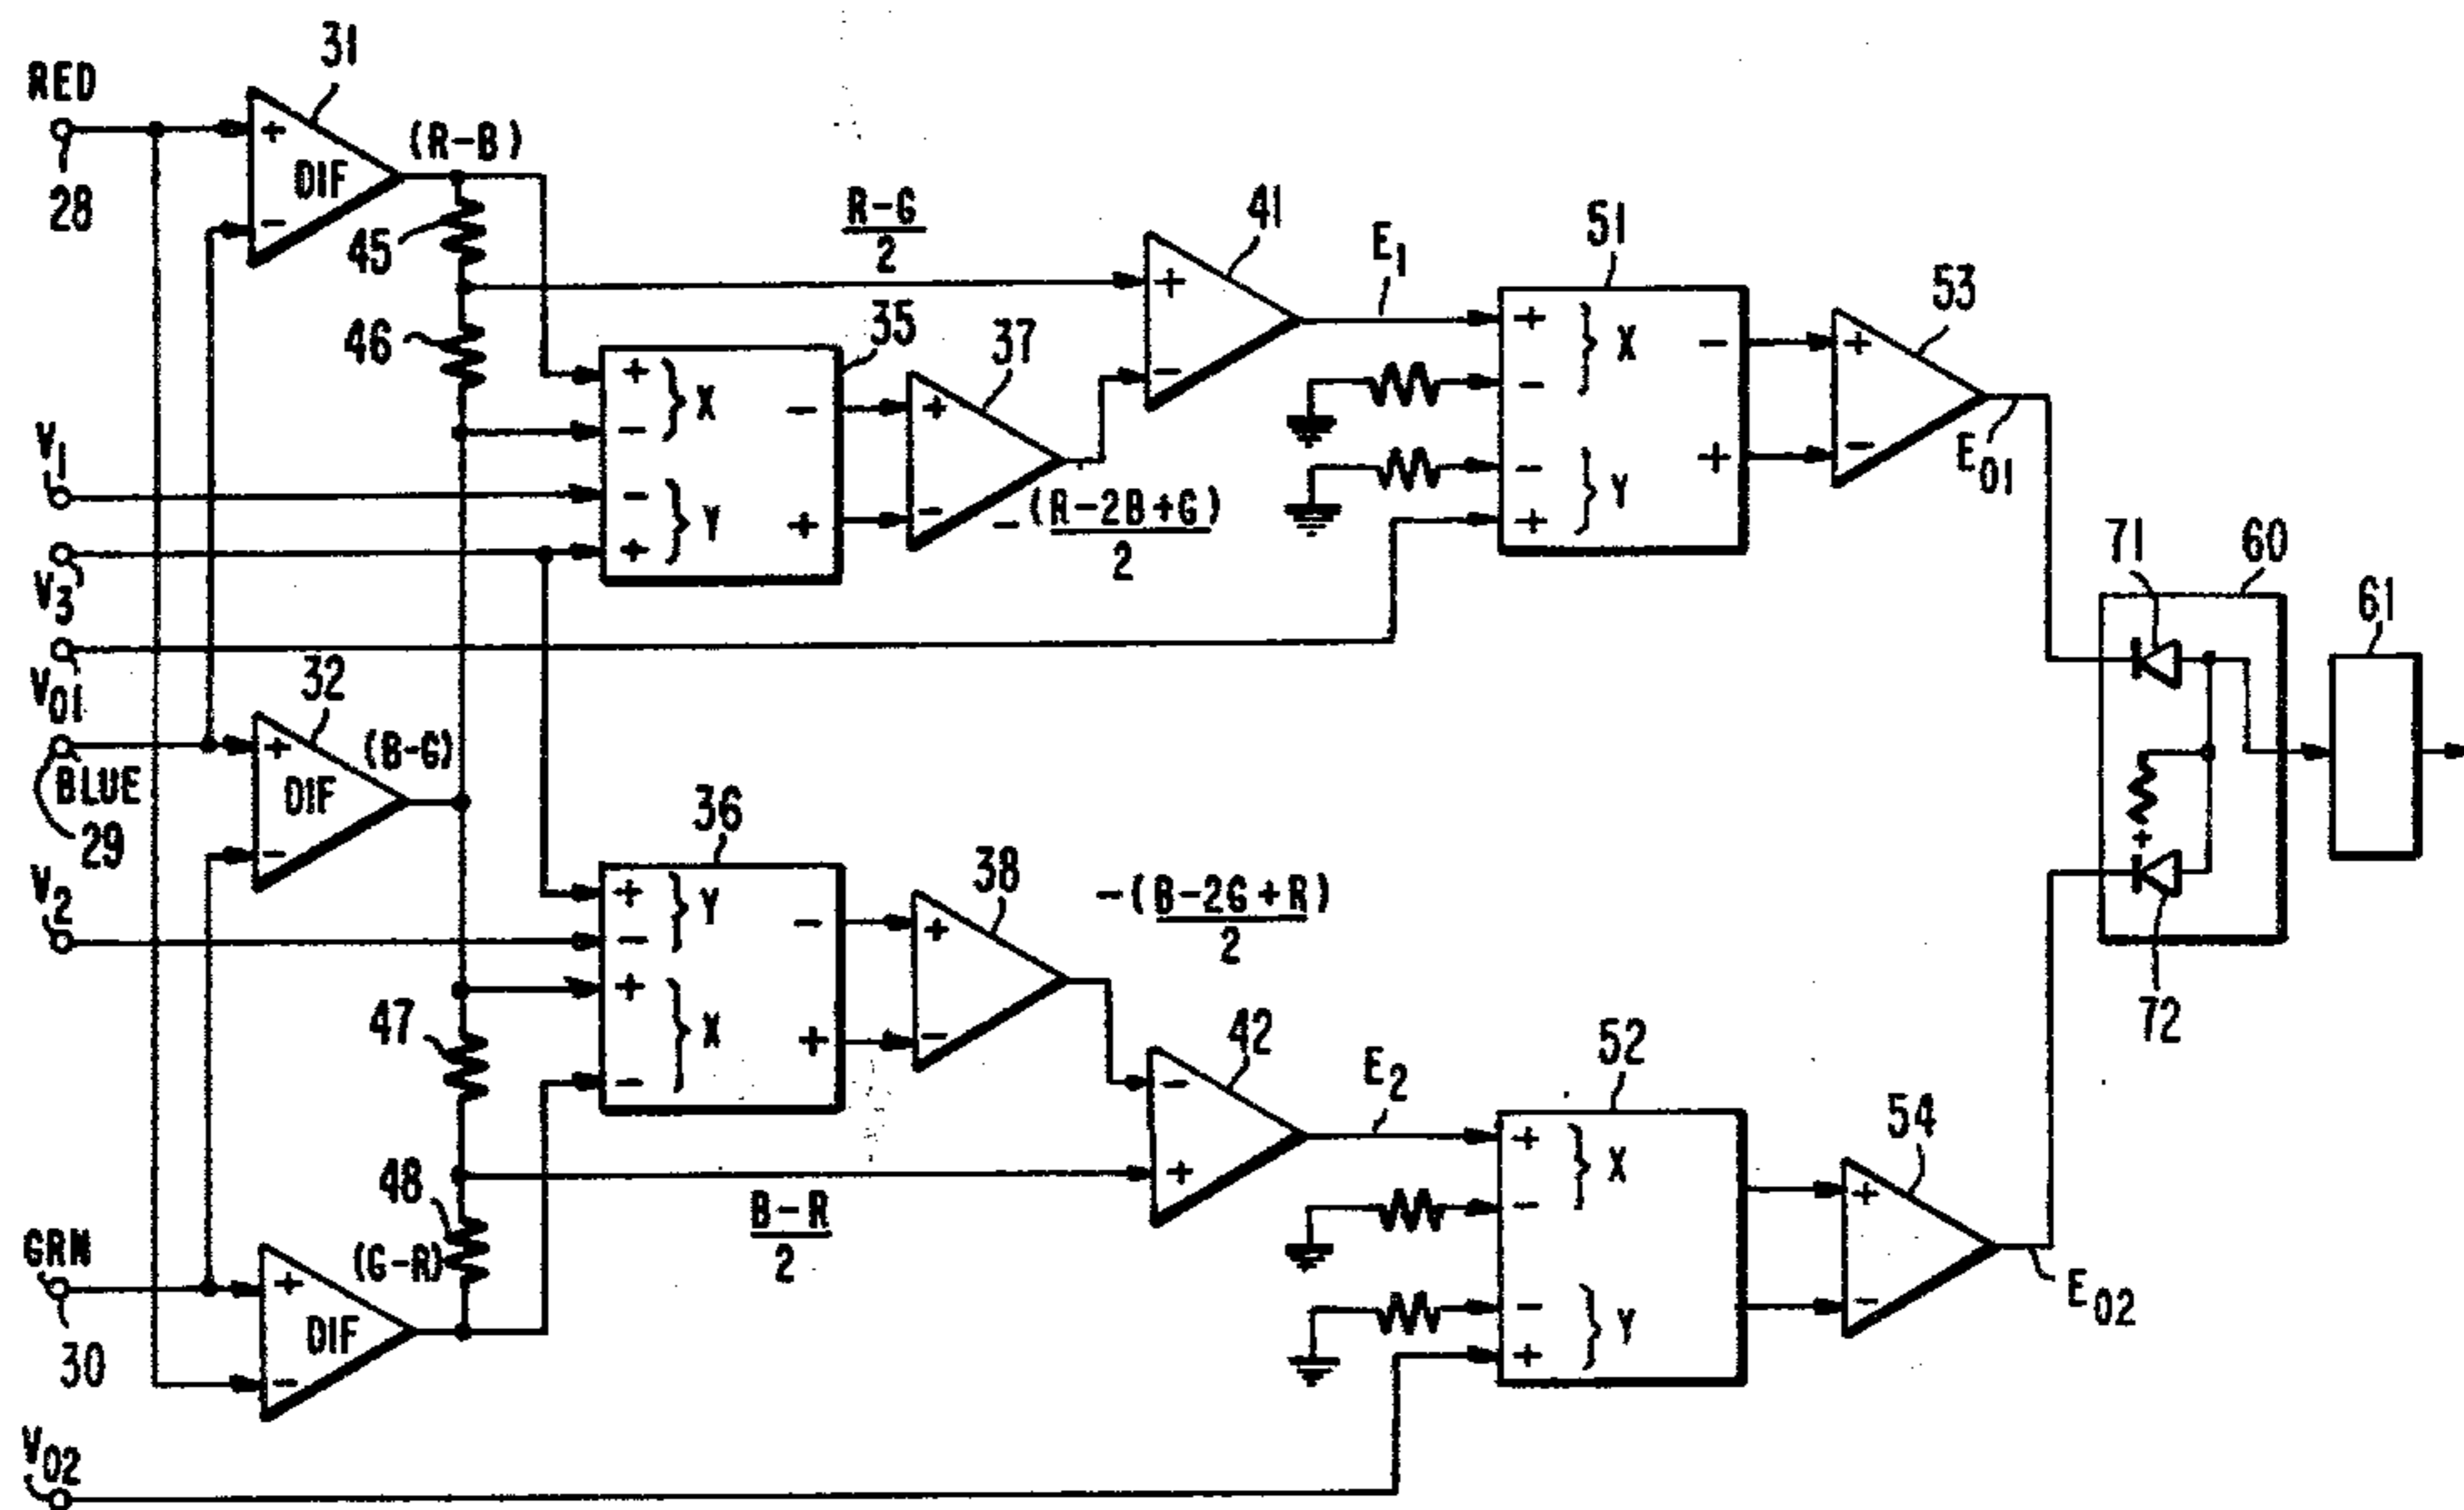 31
RED
+
DIF
(R-B)
-
28
45
R-G
2
41
E1
51
53
+
-
46
35
37
+
-
} X
-
} Y
+
+
-
-(R-2B+G)
2
+
-
} X
-
+
} Y
-
+
+
-
E01
V1
V3
V01
71
60
61
32
+
DIF
(B-G)
-
BLUE
29
V2
36
+
-
} Y
+
-
} X
-
+
38
+
-
-(B-2G+R)
2
+
72
47
42
-
+
E2
52
+
-
} X
-
+
} Y
54
+
-
48
B-R
2
GRN
(G-R)
+
DIF
-
30
E02
V02